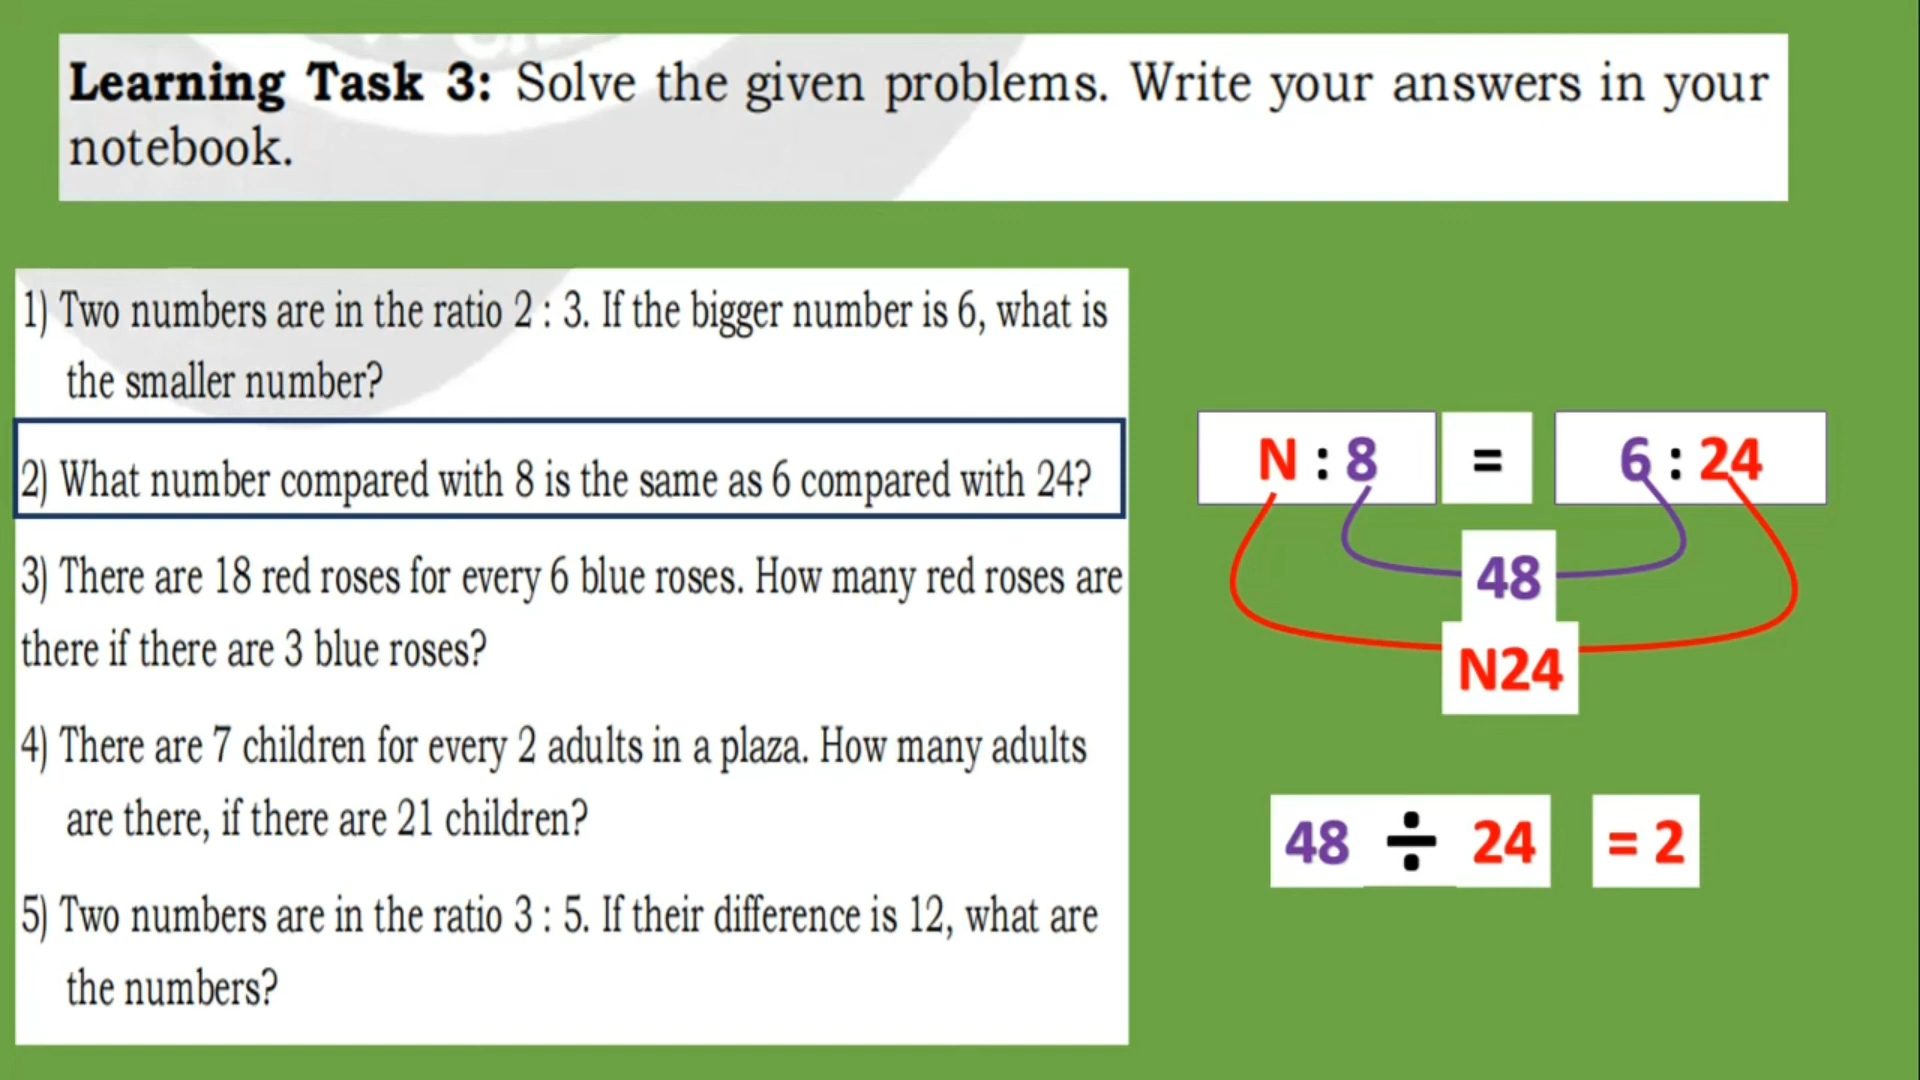 Learning Task 3: Solve the given problems. Write your answers in your
notebook.
1) Two numbers are in the ratio 2 : 3. If the bigger number is 6, what is
the smaller number?
2) What number compared with 8 is the same as 6 compared with 24?
3) There are 18 red roses for every 6 blue roses. How many red roses are
there if there are 3 blue roses?
4) There are 7 children for every 2 adults in a plaza. How many adults
are there, if there are 21 children?
5) Two numbers are in the ratio 3 : 5. If their difference is 12, what are
the numbers?
N : 8 = 6 : 24
48
N24
48 ÷ 24 = 2